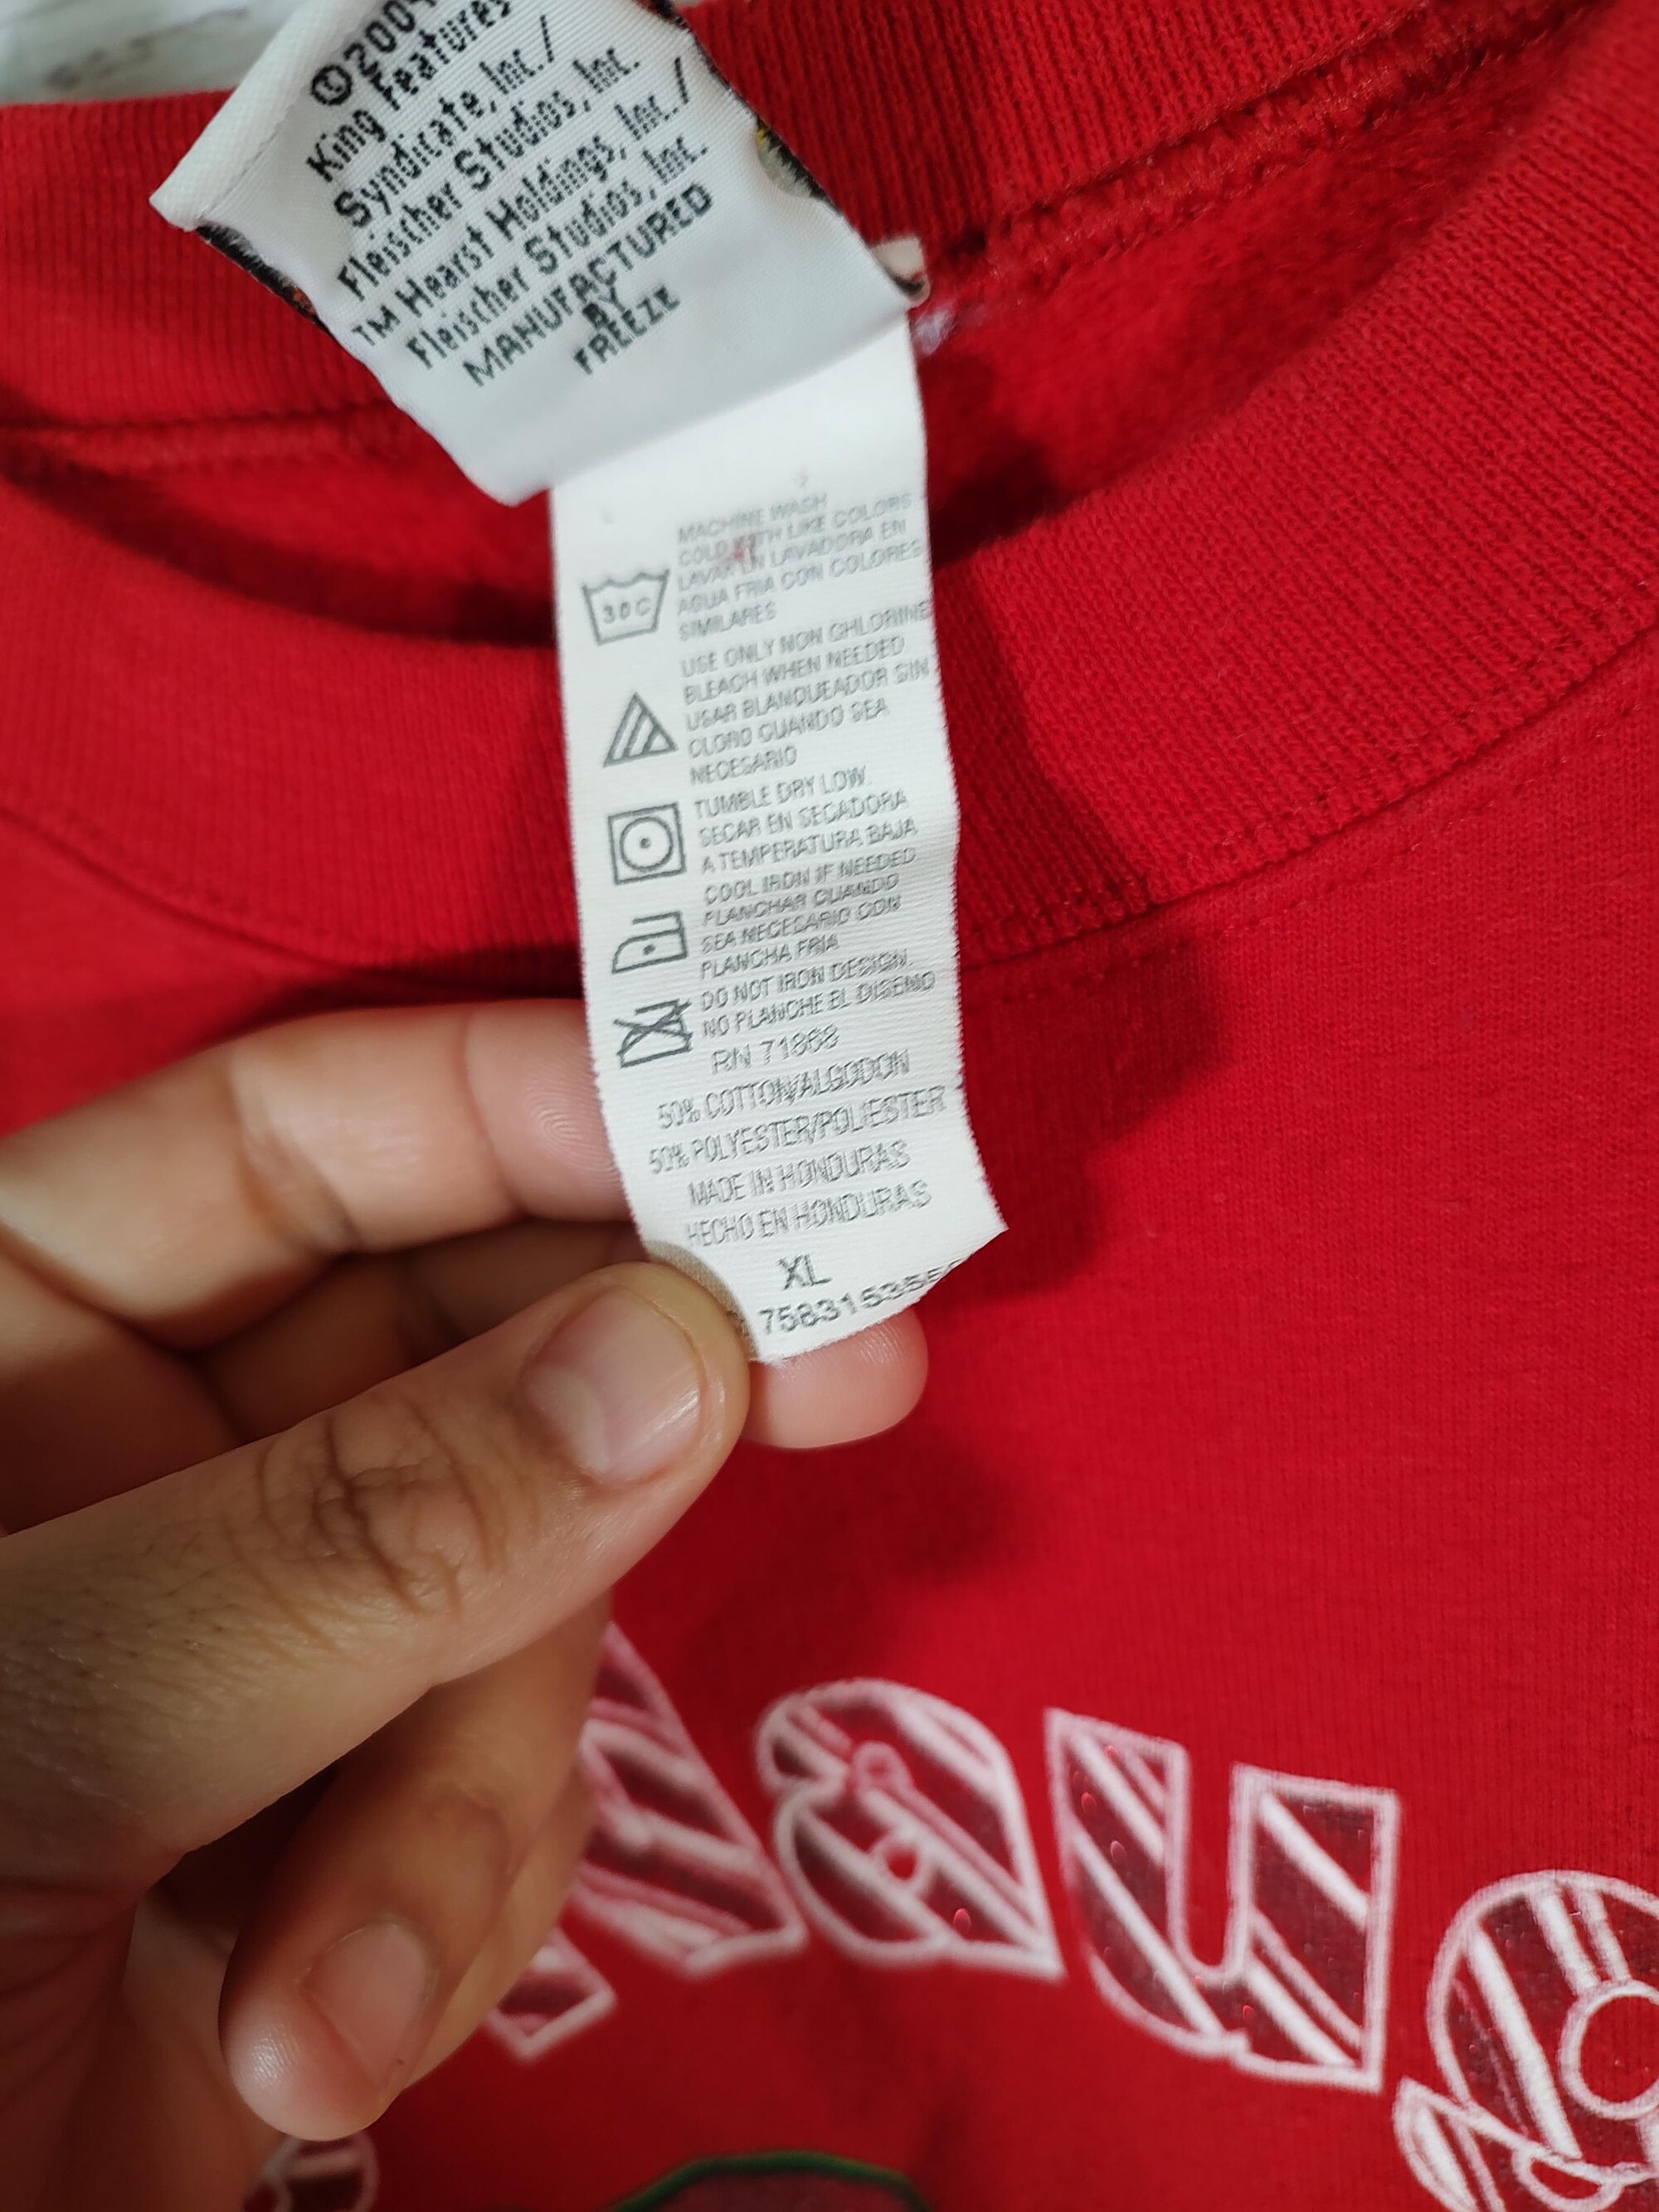 ©2009
King Features
Syndicate, Inc./
Fleischer Studios, Inc.
TM Hearst Holdings, Inc./
Fleischer Studios, Inc.
MANUFACTURED
BY
FREEZE
MACHINE WASH
COLD WITH LIKE COLORS
LAVAR EN LAVADORA EN
AGUA FRIA CON COLORES
SIMILARES
30C
USE ONLY NON CHLORINE
BLEACH WHEN NEEDED
USAR BLANQUEADOR SIN
CLORO CUANDO SEA
NECESARIO
TUMBLE DRY LOW.
SECAR EN SECADORA
A TEMPERATURA BAJA
COOL IRON IF NEEDED
PLANCHAR CUANDO
SEA NECESARIO CON
PLANCHA FRIA
DO NOT IRON DESIGN.
NO PLANCHE EL DISENO
RN 71868
50% COTTON/ALGODON
50% POLYESTER/POLIESTER
MADE IN HONDURAS
HECHO EN HONDURAS
XL